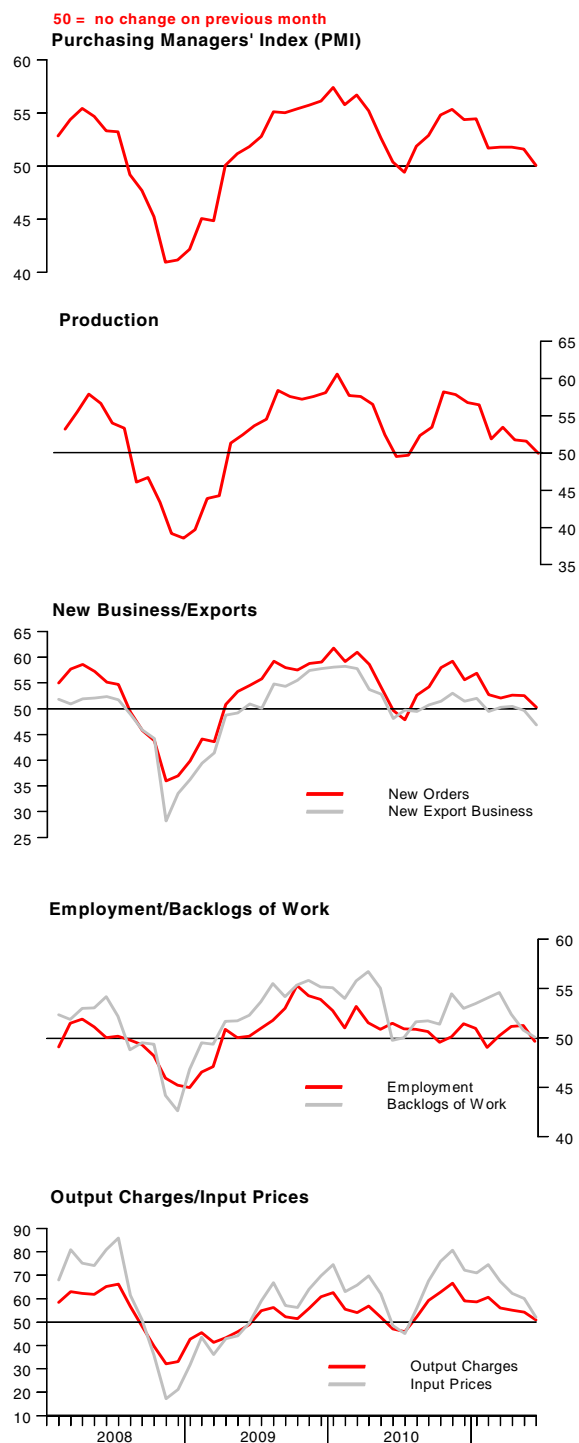 50 = no change on previous month
Purchasing Managers' Index (PMI)
60
55
50
45
40
Production
65
60
55
50
45
40
35
New Business/Exports
65
60
55
50
45
40
35
30
25
New Orders
New Export Business
Employment/Backlogs of Work
60
55
50
45
40
Employment
Backlogs of Work
Output Charges/Input Prices
90
80
70
60
50
40
30
20
10
Output Charges
Input Prices
2008 2009 2010